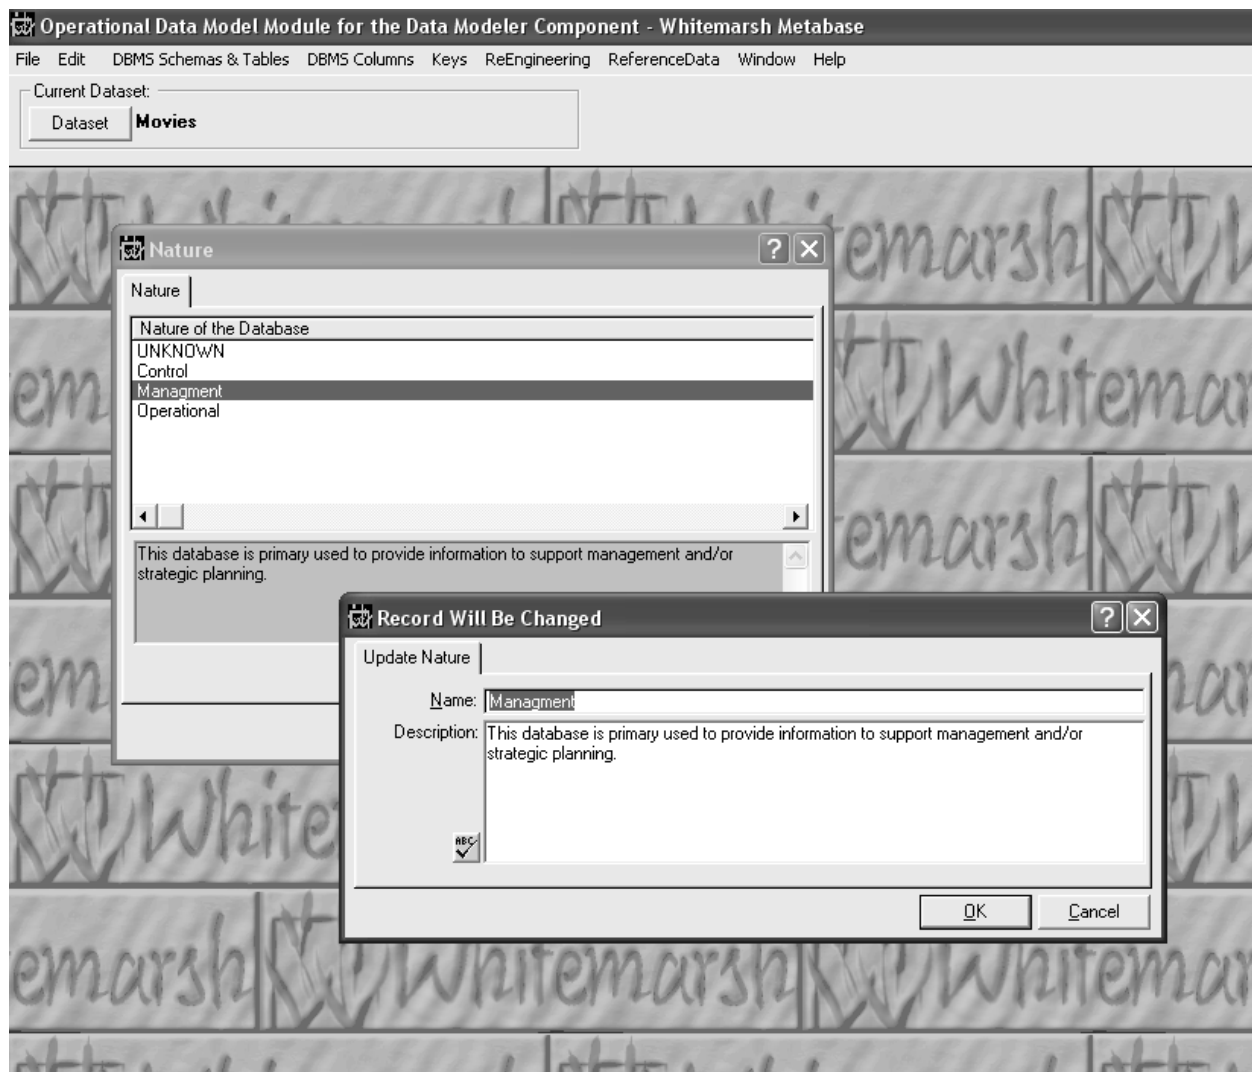 Operational Data Model Module for the Data Modeler Component - Whitemarsh Metabase
File Edit DBMS Schemas & Tables DBMS Columns Keys ReEngineering ReferenceData Window Help
Current Dataset:
Dataset Movies
Nature
Nature
Nature of the Database
UNKNOWN
Control
Managment
Operational
This database is primary used to provide information to support management and/or
strategic planning.
Record Will Be Changed
Update Nature
Name: Managment
Description: This database is primary used to provide information to support management and/or
strategic planning.
ABC
OK Cancel
Whitemarsh